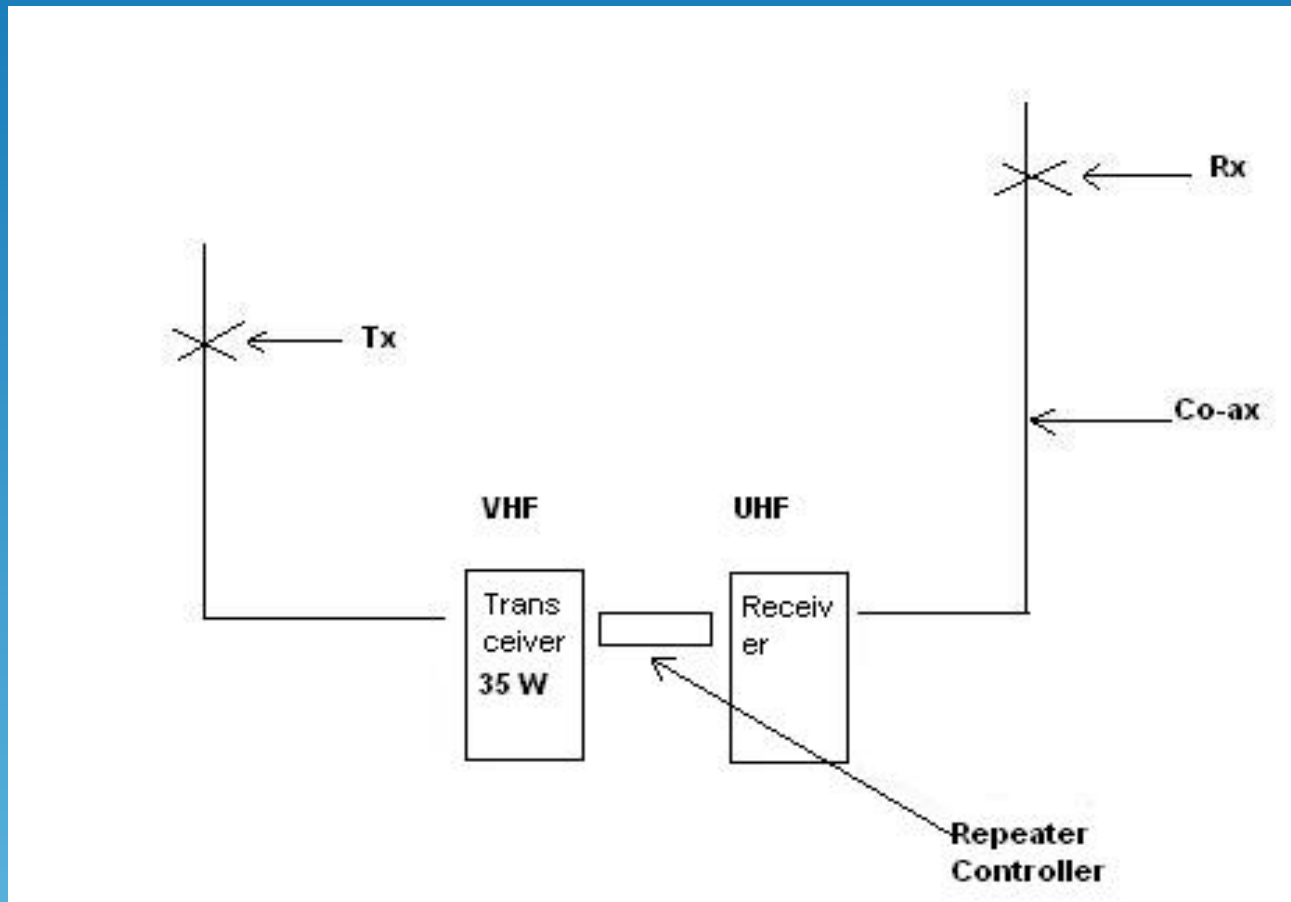 Rx
Tx
Co-ax
VHF
UHF
Trans
ceiver
35 W
Receiv
er
Repeater
Controller